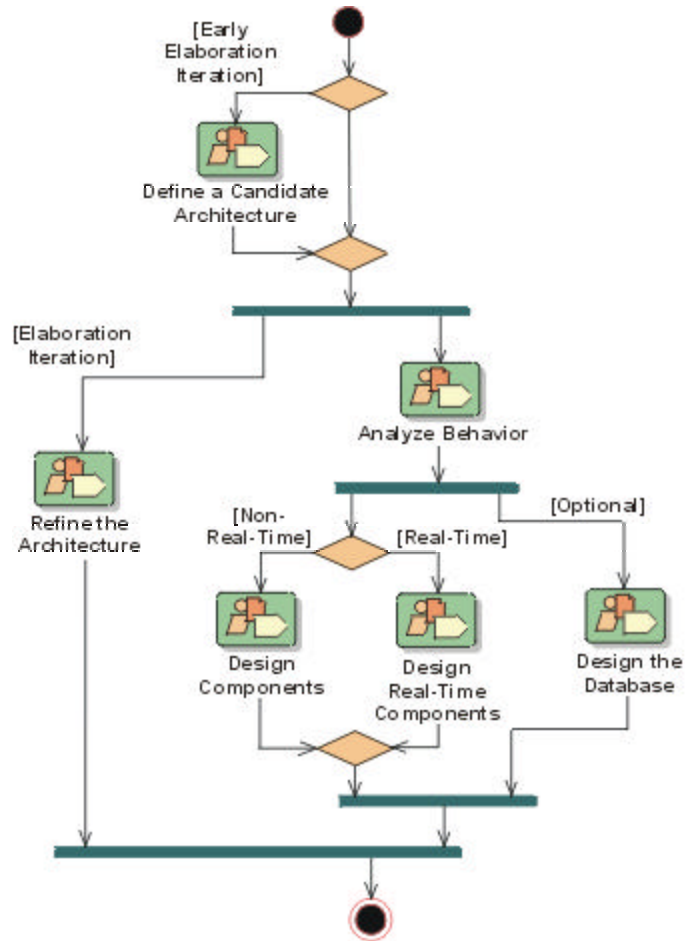 [Early
Elaboration
Iteration]
Define a Candidate
Architecture
[Elaboration
Iteration]
Analyze Behavior
Refine the
Architecture
[Non-
Real-Time]
[Real-Time]
[Optional]
Design
Components
Design
Real-Time
Components
Design the
Database